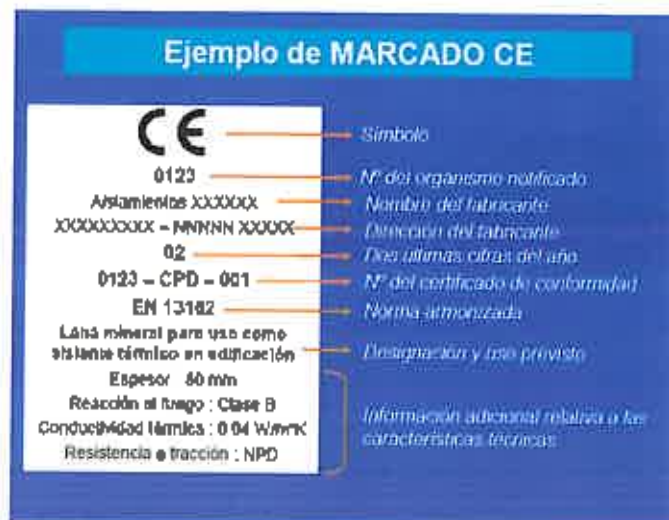 Ejemplo de MARCADO CE
CE
Símbolo
0123
Nº del organismo notificado
Aislamientos XXXXXX
Nombre del fabricante
XXXXXXXXX – NNNNN XXXXX
Dirección del fabricante
02
Dos últimas cifras del año
0123 – CPD – 001
Nº del certificado de conformidad
EN 13162
Norma armonizada
Lana mineral para uso como
aislante térmico en edificación
Designación y uso previsto
Espesor 50 mm
Reacción al fuego : Clase B
Conductividad térmica : 0.04 W/mºK
Resistencia a tracción : NPD
Información adicional relativa a las
características técnicas